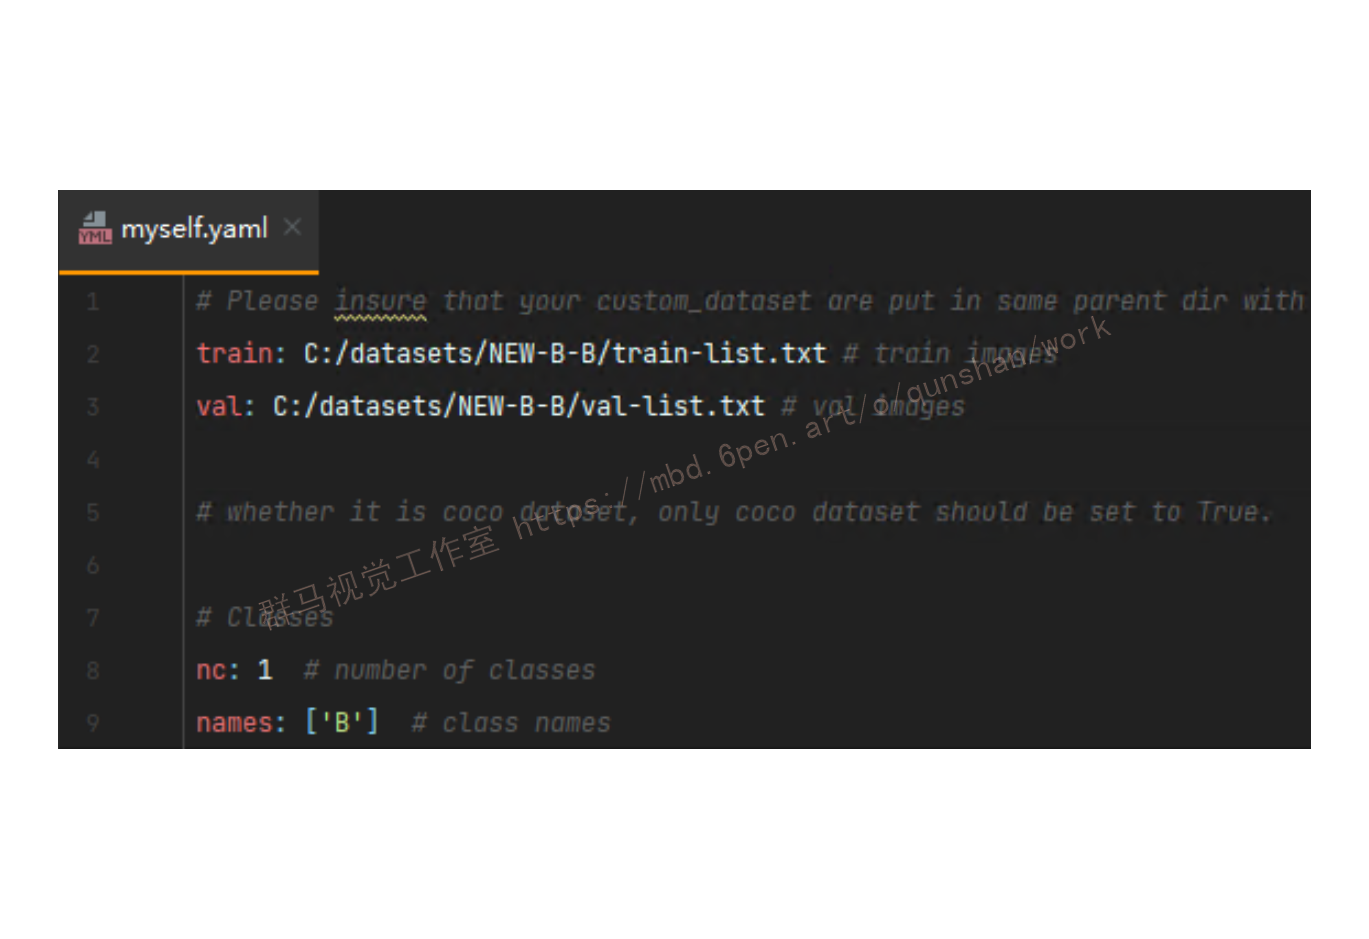 YML myself.yaml ×
1 # Please insure that your custom_dataset are put in same parent dir with
2 train: C:/datasets/NEW-B-B/train-list.txt # train images
3 val: C:/datasets/NEW-B-B/val-list.txt # val images
4
5 # whether it is coco dataset, only coco dataset should be set to True.
6
7 # Classes
8 nc: 1 # number of classes
9 names: ['B'] # class names
群马视觉工作室 https://mbd.6pen.art/o/qunshan/work